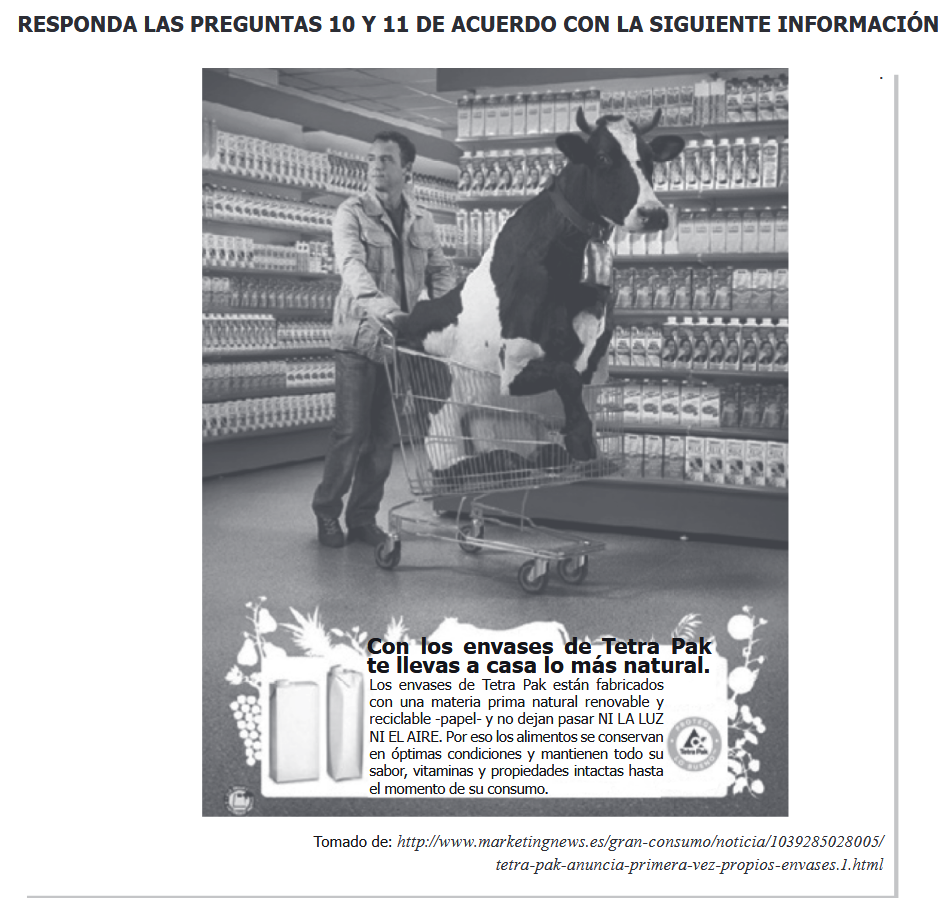 RESPONDA LAS PREGUNTAS 10 Y 11 DE ACUERDO CON LA SIGUIENTE INFORMACIÓN
.
Con los envases de Tetra Pak
te llevas a casa lo más natural.
Los envases de Tetra Pak están fabricados
con una materia prima natural renovable y
reciclable -papel- y no dejan pasar NI LA LUZ
NI EL AIRE. Por eso los alimentos se conservan
en óptimas condiciones y mantienen todo su
sabor, vitaminas y propiedades intactas hasta
el momento de su consumo.
PROTEGE
Tetra Pak
LO BUENO
Tomado de: http://www.marketingnews.es/gran-consumo/noticia/1039285028005/
tetra-pak-anuncia-primera-vez-propios-envases.1.html